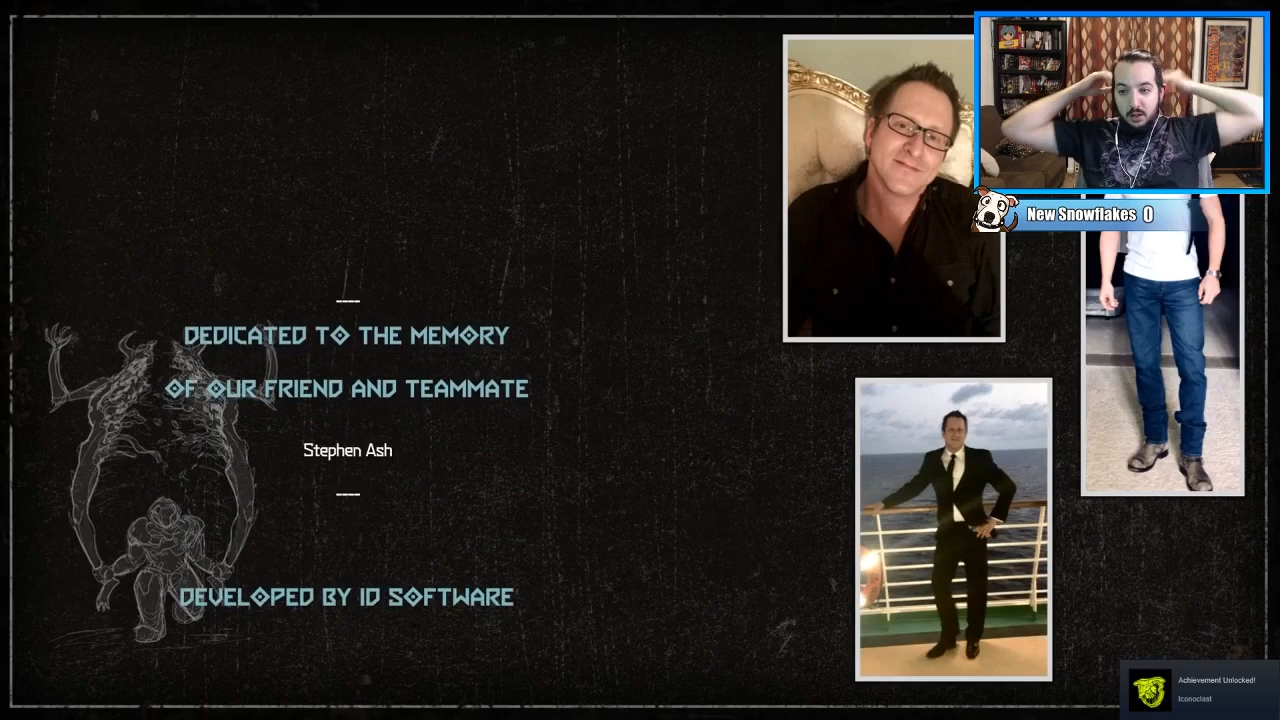 New Snowflakes 0
----
DEDICATED TO THE MEMORY
OF OUR FRIEND AND TEAMMATE
Stephen Ash
----
DEVELOPED BY ID SOFTWARE
Achievement Unlocked!
Iconoclast